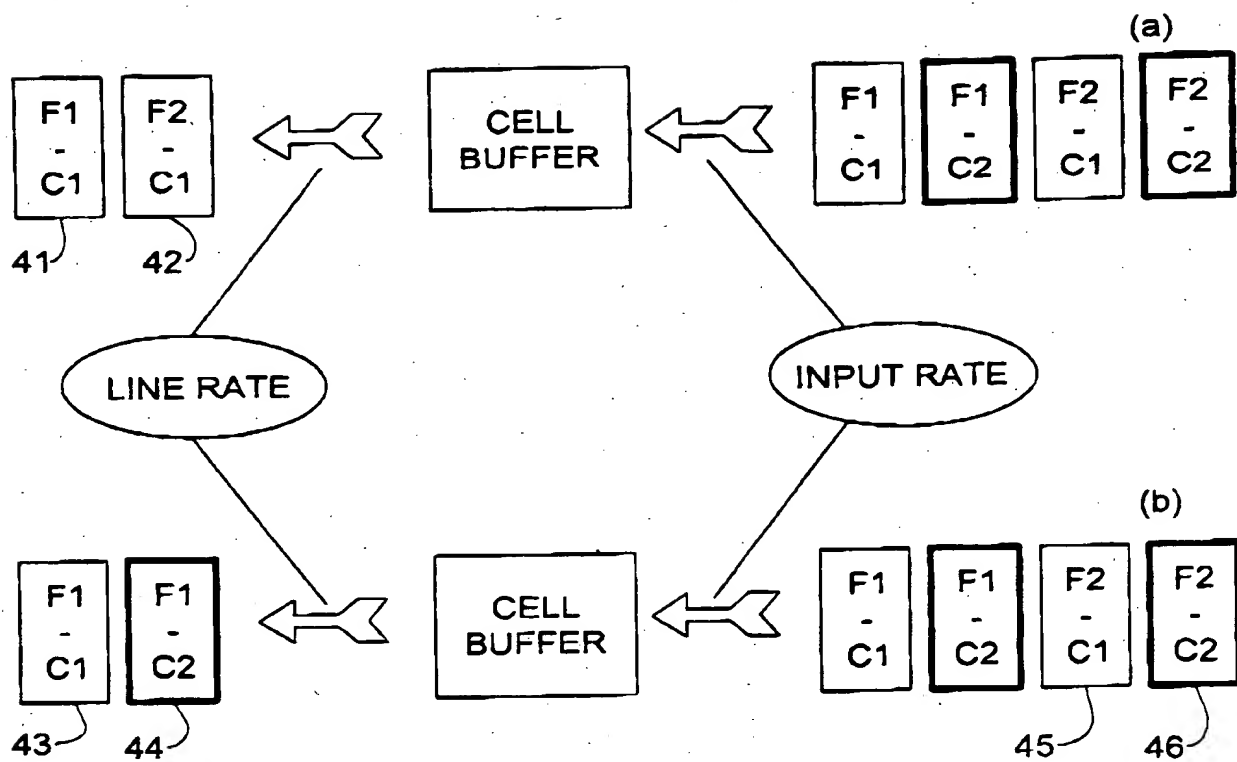 (a)
F1
-
C1
F2
-
C1
CELL
BUFFER
F1
-
C1
F1
-
C2
F2
-
C1
F2
-
C2
41
42
LINE RATE
INPUT RATE
(b)
F1
-
C1
F1
-
C2
CELL
BUFFER
F1
-
C1
F1
-
C2
F2
-
C1
F2
-
C2
43
44
45
46